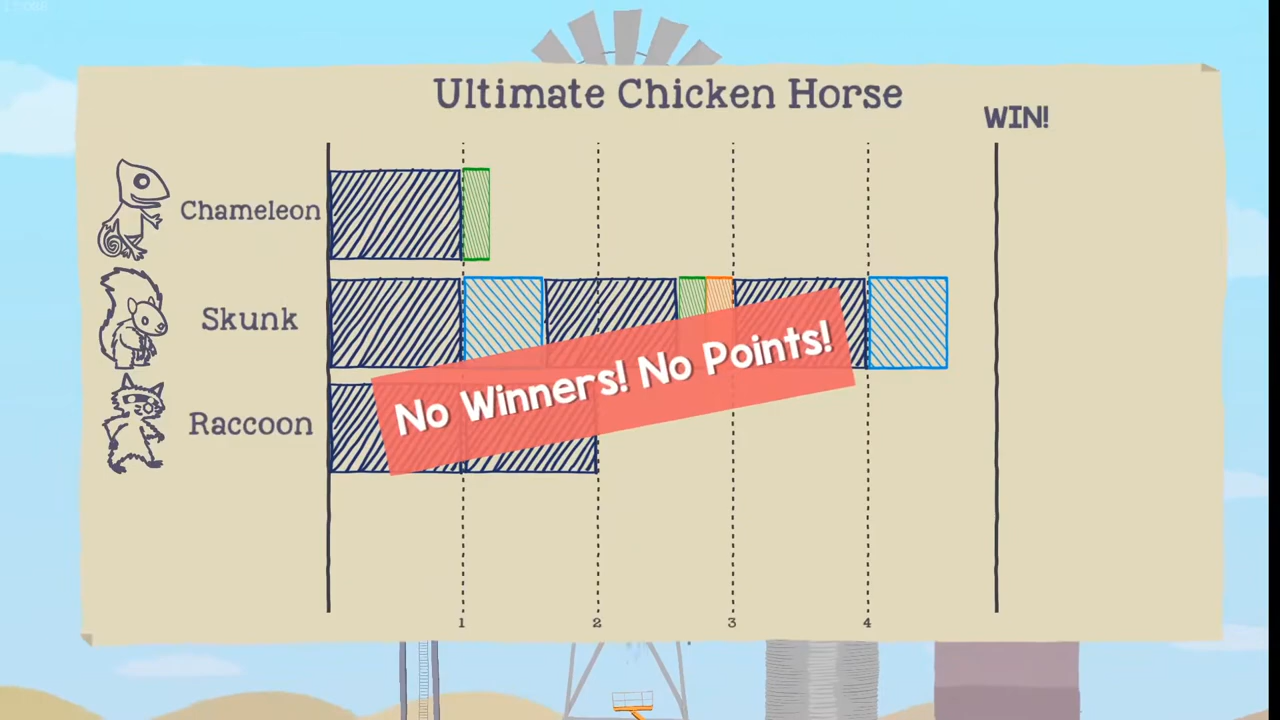 Ultimate Chicken Horse
WIN!
Chameleon
Skunk
No Winners! No Points!
Raccoon
1 2 3 4